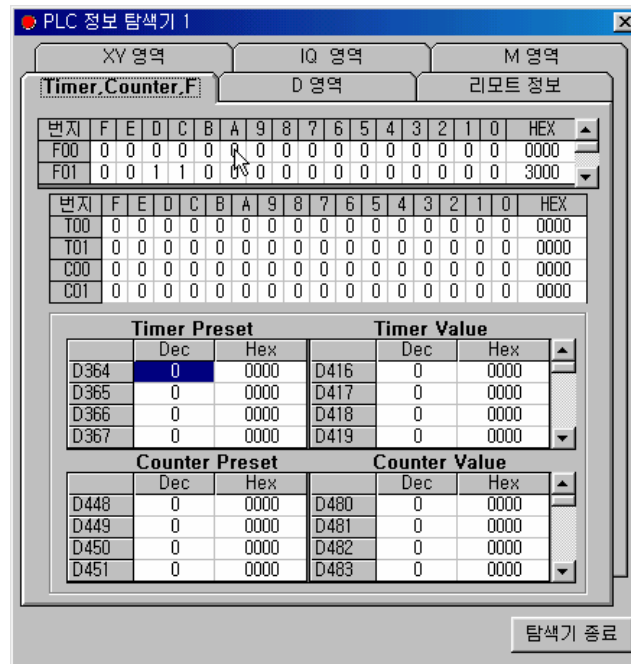 PLC 정보 탐색기 1
XY 영역 IQ 영역 M 영역
Timer,Counter,F D 영역 리모트 정보
번지 F E D C B A 9 8 7 6 5 4 3 2 1 0 HEX
F00 0 0 0 0 0 0 0 0 0 0 0 0 0 0 0 0 0000
F01 0 0 1 1 0 0 0 0 0 0 0 0 0 0 0 0 3000
번지 F E D C B A 9 8 7 6 5 4 3 2 1 0 HEX
T00 0 0 0 0 0 0 0 0 0 0 0 0 0 0 0 0 0000
T01 0 0 0 0 0 0 0 0 0 0 0 0 0 0 0 0 0000
C00 0 0 0 0 0 0 0 0 0 0 0 0 0 0 0 0 0000
C01 0 0 0 0 0 0 0 0 0 0 0 0 0 0 0 0 0000
Timer Preset Timer Value
Dec Hex Dec Hex
D364 0 0000 D416 0 0000
D365 0 0000 D417 0 0000
D366 0 0000 D418 0 0000
D367 0 0000 D419 0 0000
Counter Preset Counter Value
Dec Hex Dec Hex
D448 0 0000 D480 0 0000
D449 0 0000 D481 0 0000
D450 0 0000 D482 0 0000
D451 0 0000 D483 0 0000
탐색기 종료